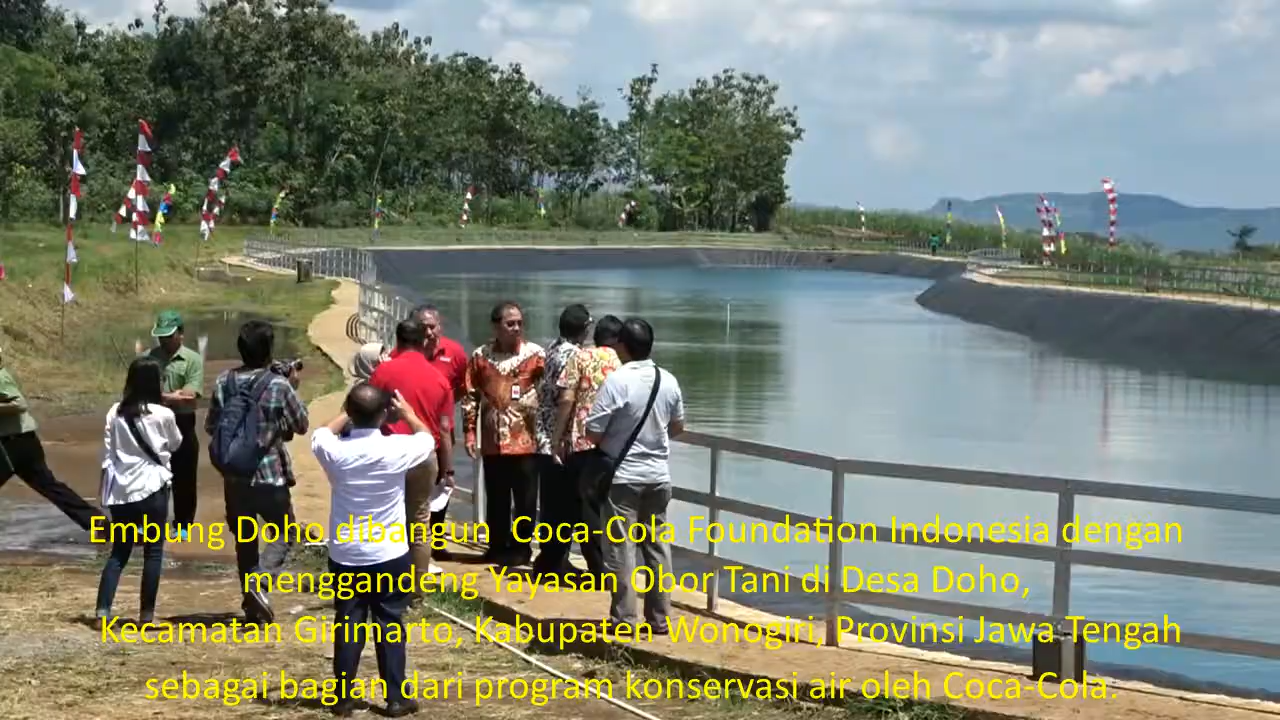 Embung Doho dibangun  Coca-Cola Foundation Indonesia dengan
menggandeng Yayasan Obor Tani di Desa Doho,
Kecamatan Girimarto, Kabupaten Wonogiri, Provinsi Jawa Tengah
sebagai bagian dari program konservasi air oleh Coca-Cola.